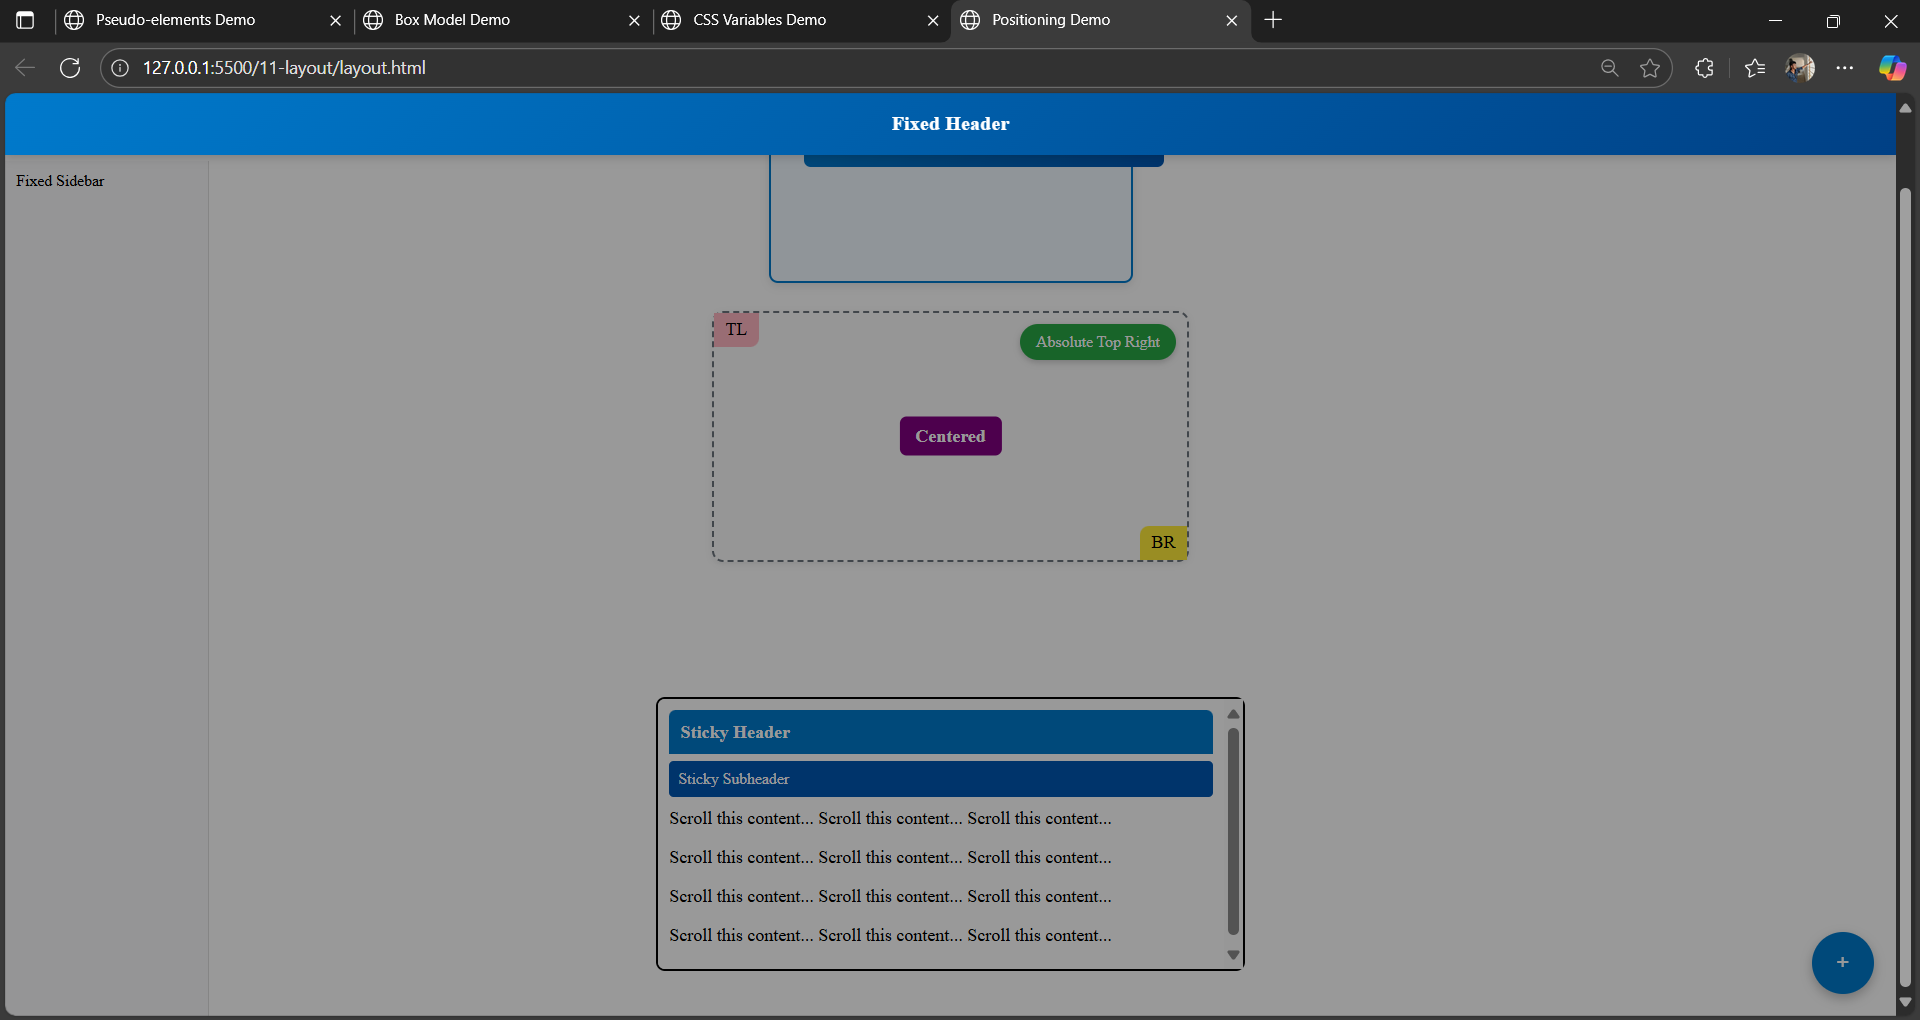 Pseudo-elements Demo
Box Model Demo
CSS Variables Demo
Positioning Demo
127.0.0.1:5500/11-layout/layout.html
Fixed Header
Fixed Sidebar
TL
Absolute Top Right
Centered
BR
Sticky Header
Sticky Subheader
Scroll this content... Scroll this content... Scroll this content...
Scroll this content... Scroll this content... Scroll this content...
Scroll this content... Scroll this content... Scroll this content...
Scroll this content... Scroll this content... Scroll this content...
+